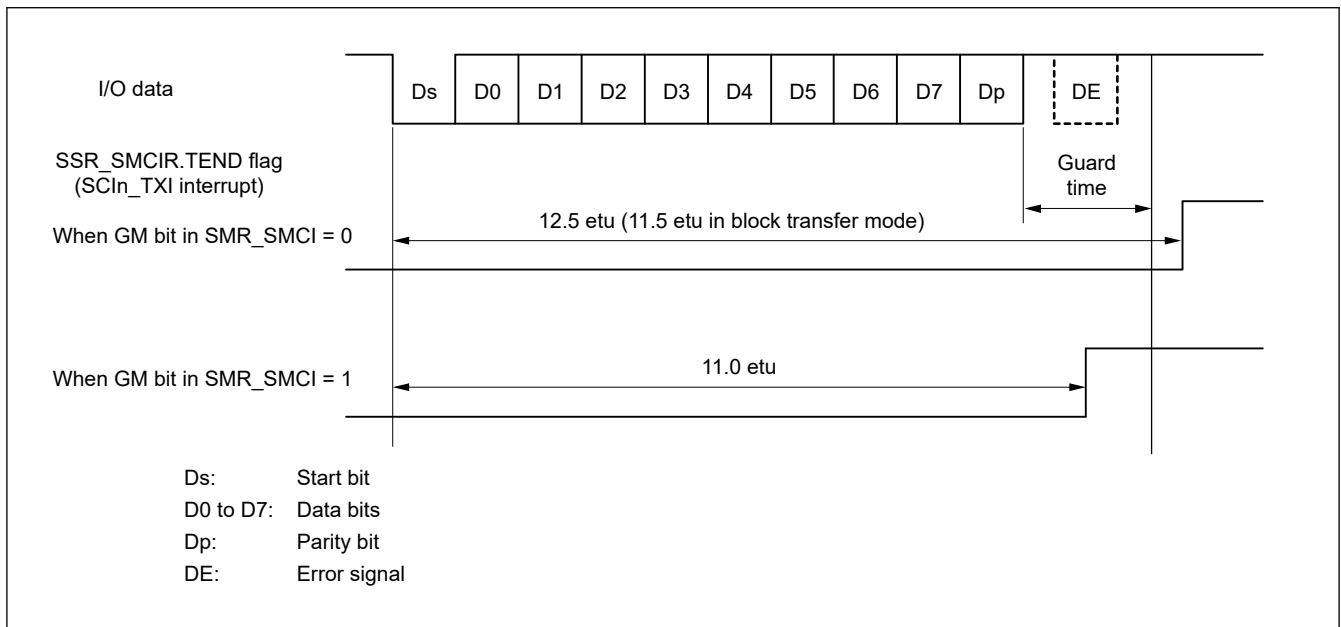 I/O data
Ds D0 D1 D2 D3 D4 D5 D6 D7 Dp DE
SSR_SMCIR.TEND flag
(SCIn_TXI interrupt)
Guard
time
When GM bit in SMR_SMCI = 0
12.5 etu (11.5 etu in block transfer mode)
When GM bit in SMR_SMCI = 1
11.0 etu
Ds: Start bit
D0 to D7: Data bits
Dp: Parity bit
DE: Error signal